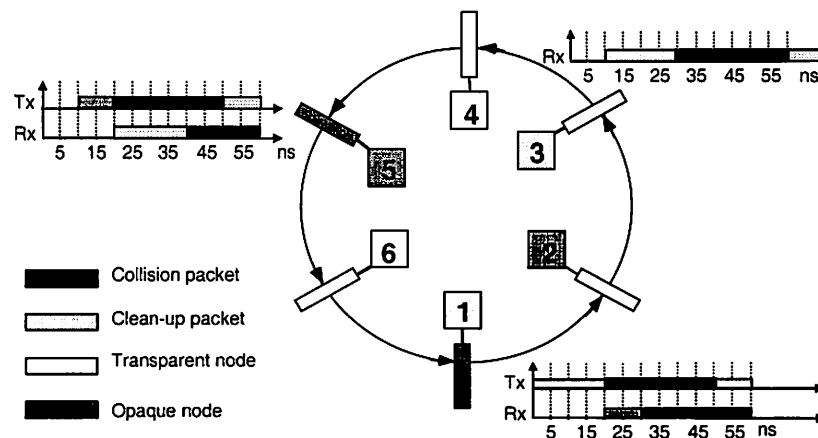 Rx
5 15 25 35 45 55 ns
Tx
Rx
5 15 25 35 45 55 ns
4
3
5
2
6
1
Collision packet
Clean-up packet
Transparent node
Opaque node
Tx
Rx
5 15 25 35 45 55 ns